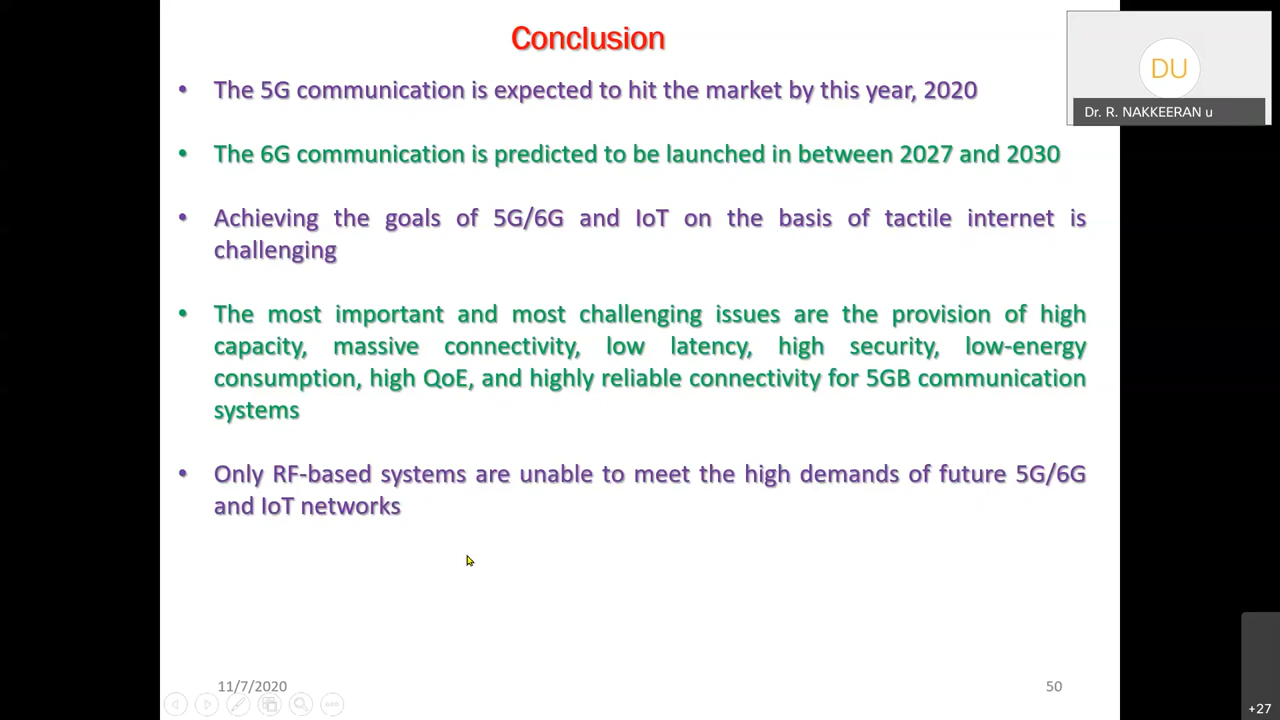 Conclusion
DU
Dr. R. NAKKEERAN u
• The 5G communication is expected to hit the market by this year, 2020
• The 6G communication is predicted to be launched in between 2027 and 2030
• Achieving the goals of 5G/6G and IoT on the basis of tactile internet is
challenging
• The most important and most challenging issues are the provision of high
capacity, massive connectivity, low latency, high security, low-energy
consumption, high QoE, and highly reliable connectivity for 5GB communication
systems
• Only RF-based systems are unable to meet the high demands of future 5G/6G
and IoT networks
11/7/2020
50
+27